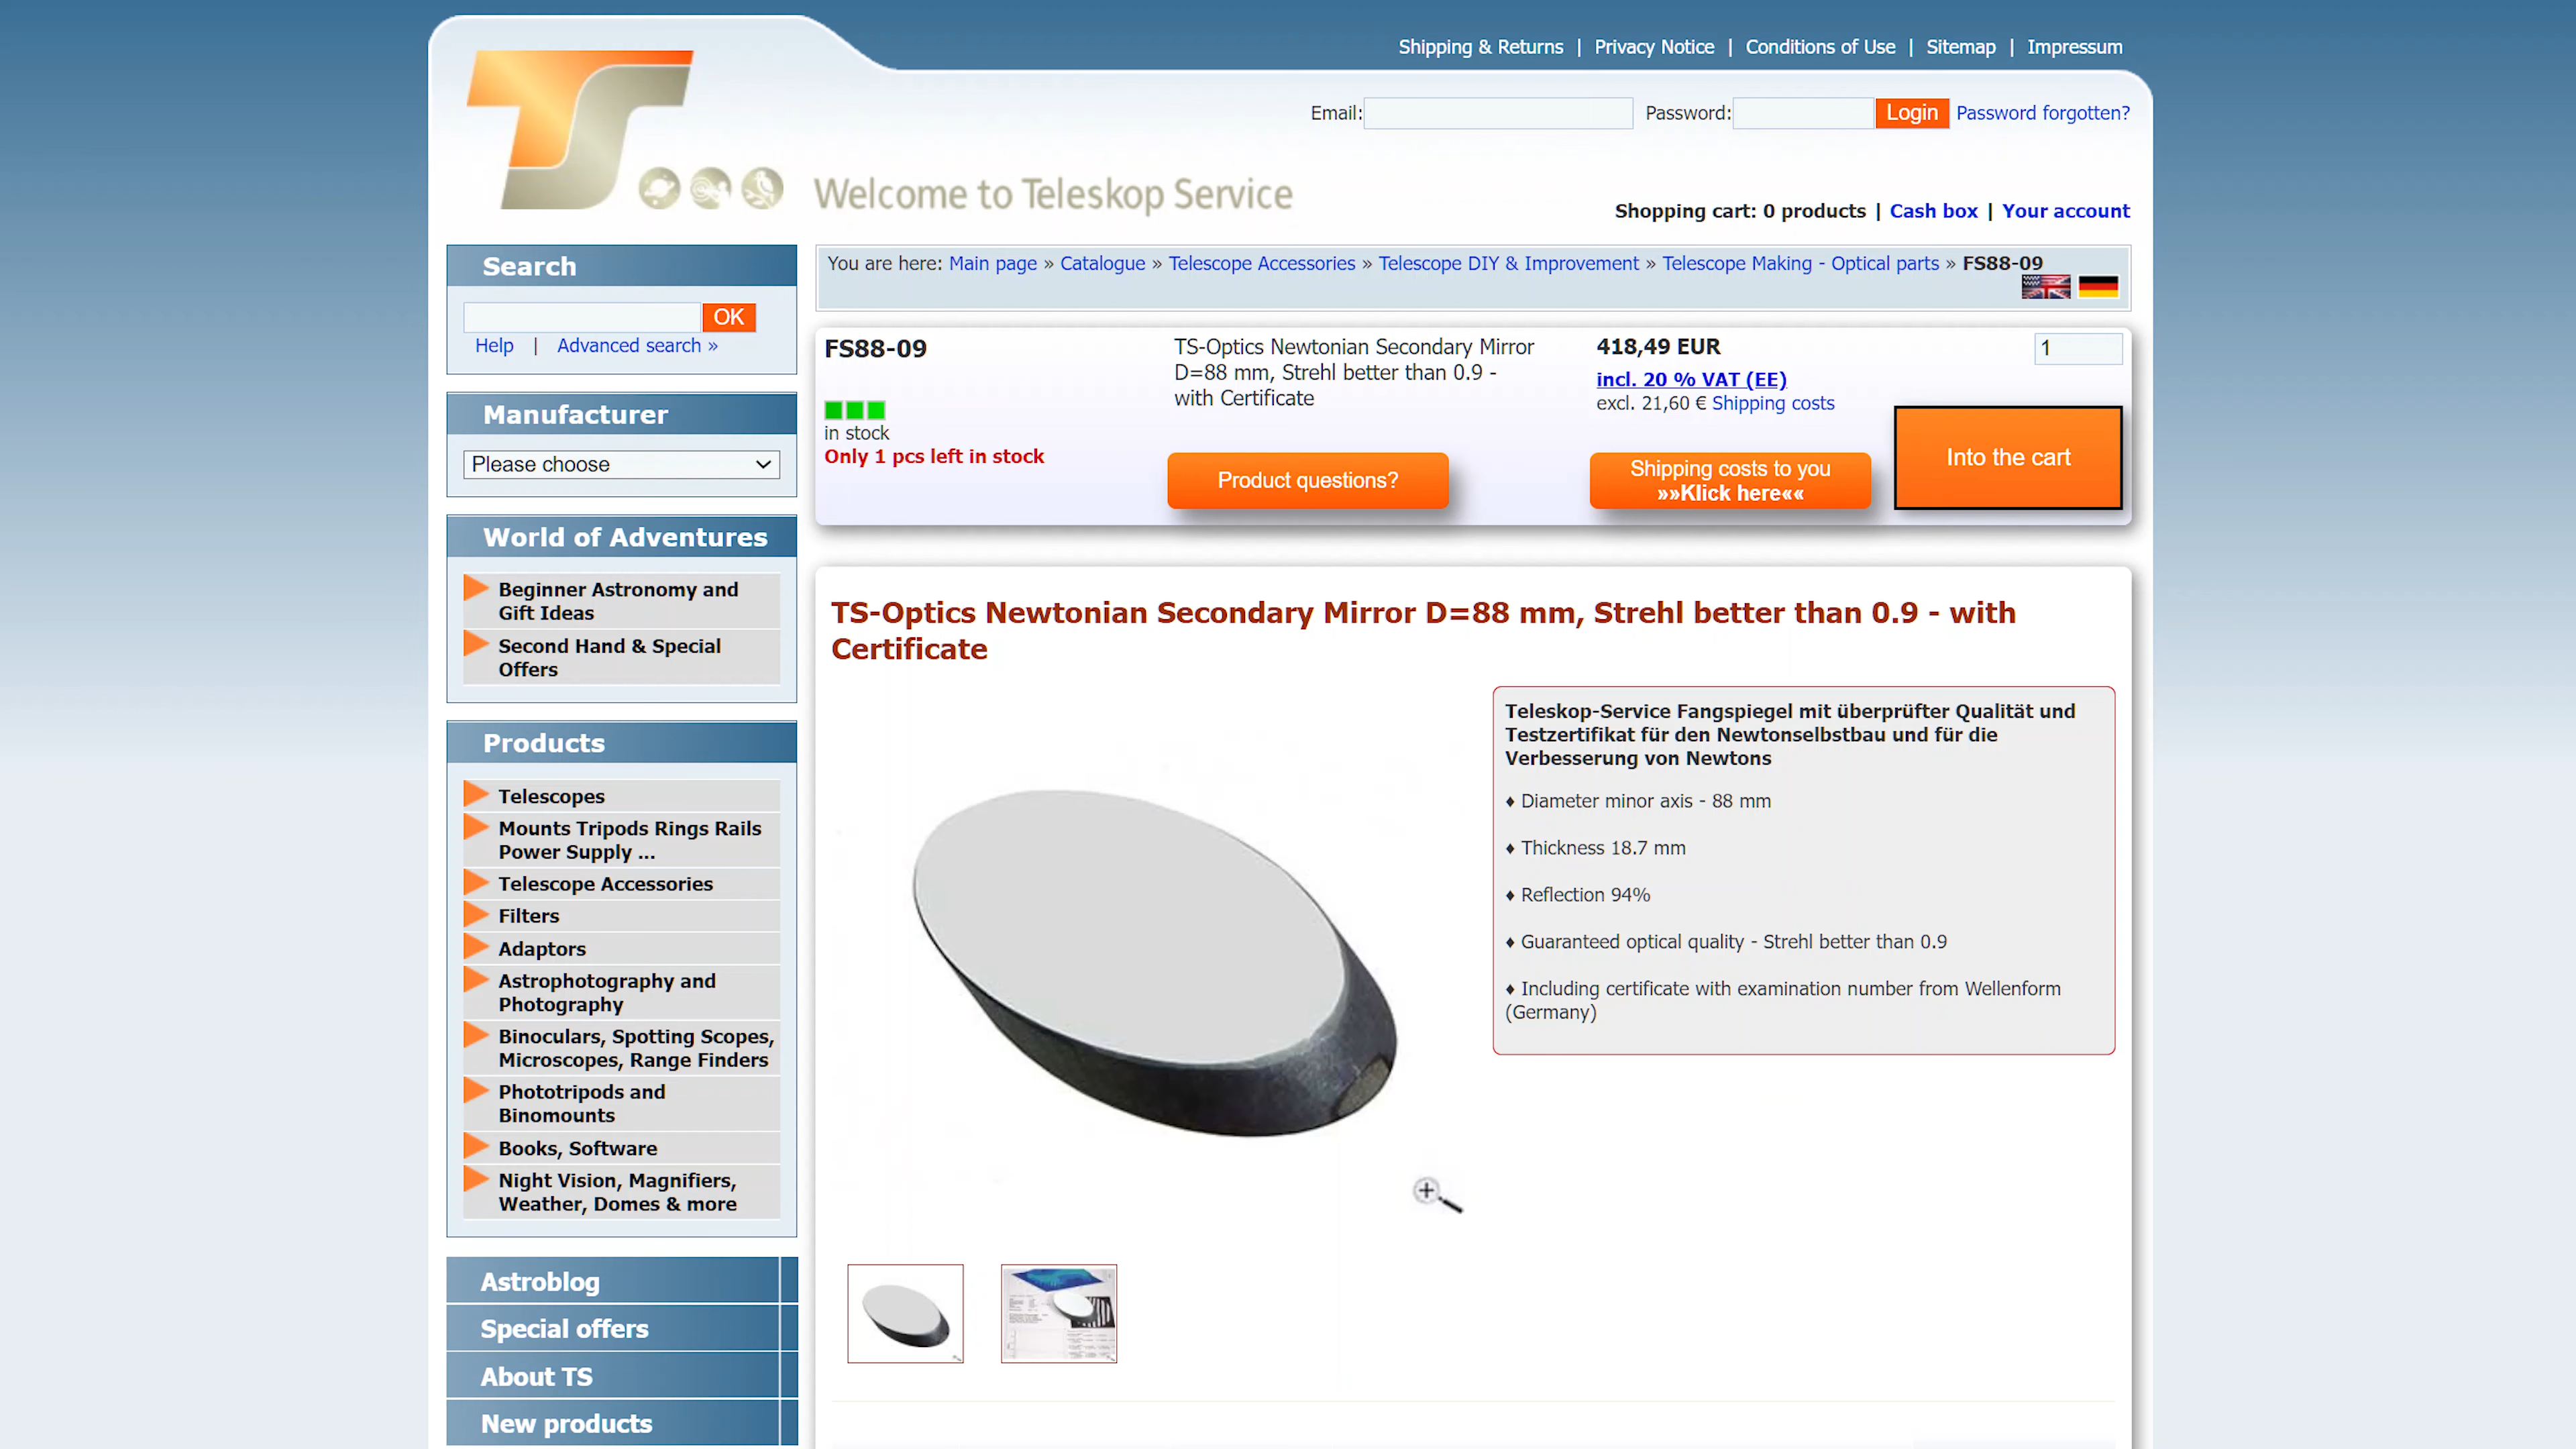 Shipping & Returns | Privacy Notice | Conditions of Use | Sitemap | Impressum
TS
Email: Password: Login Password forgotten?
Welcome to Teleskop Service
Shopping cart: 0 products | Cash box | Your account
Search
OK
Help | Advanced search »
Manufacturer
Please choose
World of Adventures
Beginner Astronomy and
Gift Ideas
Second Hand & Special
Offers
Products
Telescopes
Mounts Tripods Rings Rails
Power Supply ...
Telescope Accessories
Filters
Adaptors
Astrophotography and
Photography
Binoculars, Spotting Scopes,
Microscopes, Range Finders
Phototripods and
Binomounts
Books, Software
Night Vision, Magnifiers,
Weather, Domes & more
Astroblog
Special offers
About TS
New products
You are here: Main page » Catalogue » Telescope Accessories » Telescope DIY & Improvement » Telescope Making - Optical parts » FS88-09
FS88-09
in stock
Only 1 pcs left in stock
TS-Optics Newtonian Secondary Mirror
D=88 mm, Strehl better than 0.9 -
with Certificate
Product questions?
418,49 EUR
incl. 20 % VAT (EE)
excl. 21,60 € Shipping costs
Shipping costs to you
»»Klick here««
1
Into the cart
TS-Optics Newtonian Secondary Mirror D=88 mm, Strehl better than 0.9 - with
Certificate
Teleskop-Service Fangspiegel mit überprüfter Qualität und
Testzertifikat für den Newtonselbstbau und für die
Verbesserung von Newtons
♦ Diameter minor axis - 88 mm
♦ Thickness 18.7 mm
♦ Reflection 94%
♦ Guaranteed optical quality - Strehl better than 0.9
♦ Including certificate with examination number from Wellenform
(Germany)